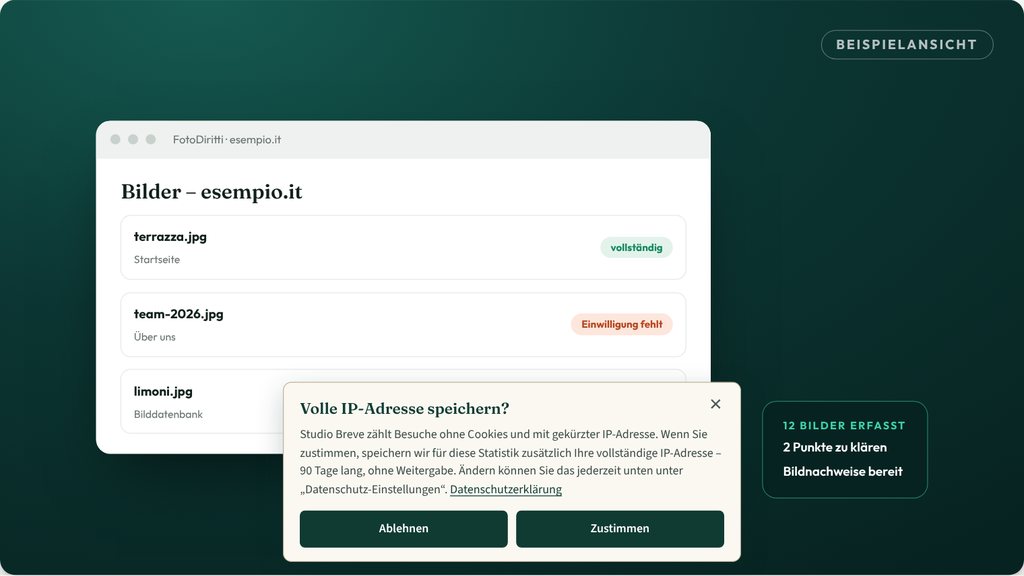 BEISPIELANSICHT
FotoDiritti · esempio.it
Bilder – esempio.it
terrazza.jpg
Startseite
vollständig
team-2026.jpg
Über uns
Einwilligung fehlt
limoni.jpg
Bilddatenbank
Volle IP-Adresse speichern?
Studio Breve zählt Besuche ohne Cookies und mit gekürzter IP-Adresse. Wenn Sie
zustimmen, speichern wir für diese Statistik zusätzlich Ihre vollständige IP-Adresse –
90 Tage lang, ohne Weitergabe. Ändern können Sie das jederzeit unten unter
„Datenschutz-Einstellungen“. Datenschutzerklärung
Ablehnen
Zustimmen
12 BILDER ERFASST
2 Punkte zu klären
Bildnachweise bereit